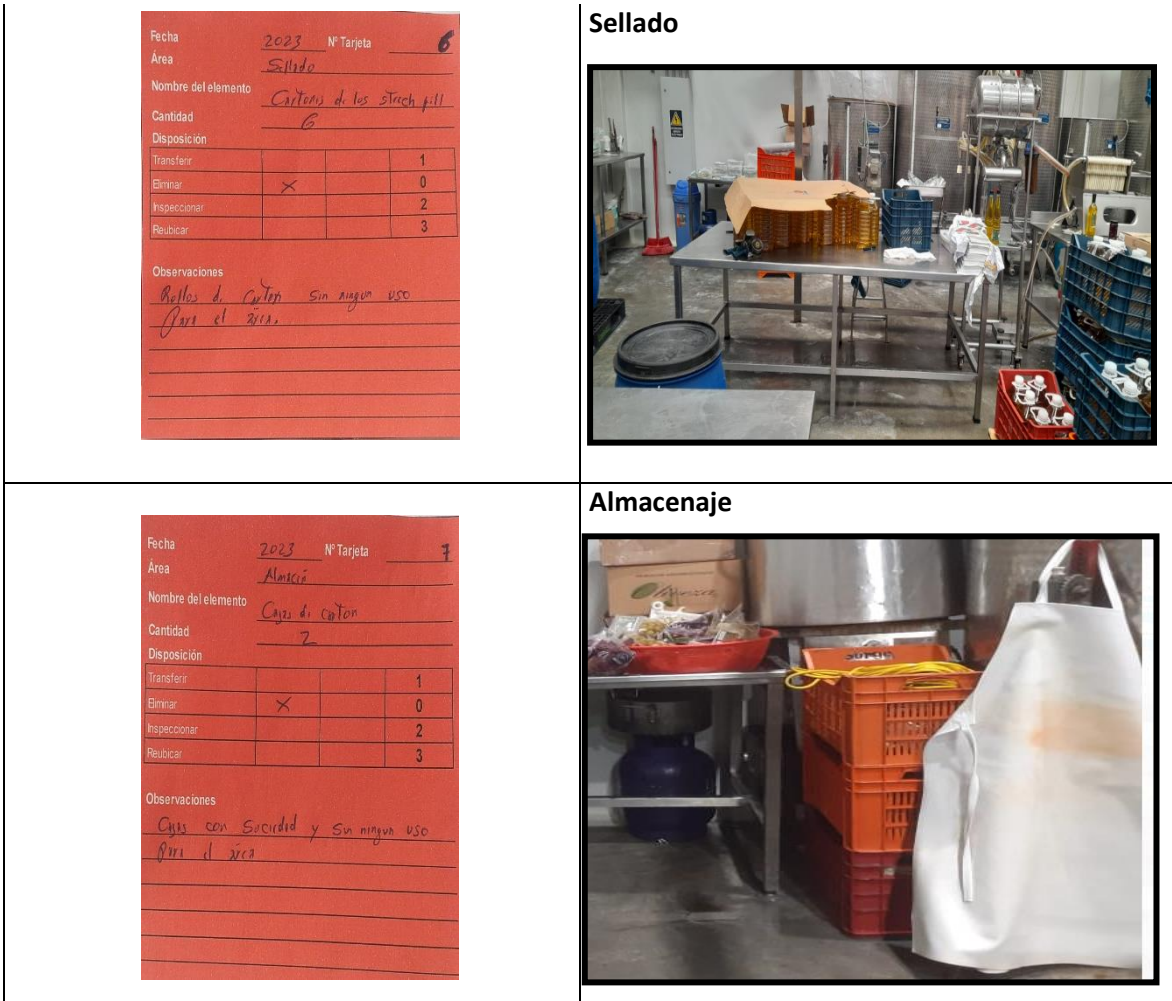 Fecha 2023 Nº Tarjeta 6
Área Sellado
Nombre del elemento Cartones de los strech fill
Cantidad 6
Disposición
Transferir 1
Eliminar X 0
Inspeccionar 2
Reubicar 3
Observaciones
Rollos de carton sin ningun uso
Para el área.
Sellado
Fecha 2023 Nº Tarjeta 7
Área Almacén
Nombre del elemento Cajas de carton
Cantidad 2
Disposición
Transferir 1
Eliminar X 0
Inspeccionar 2
Reubicar 3
Observaciones
Cajas con Suciedad y Sin ningun uso
Para el área
Almacenaje